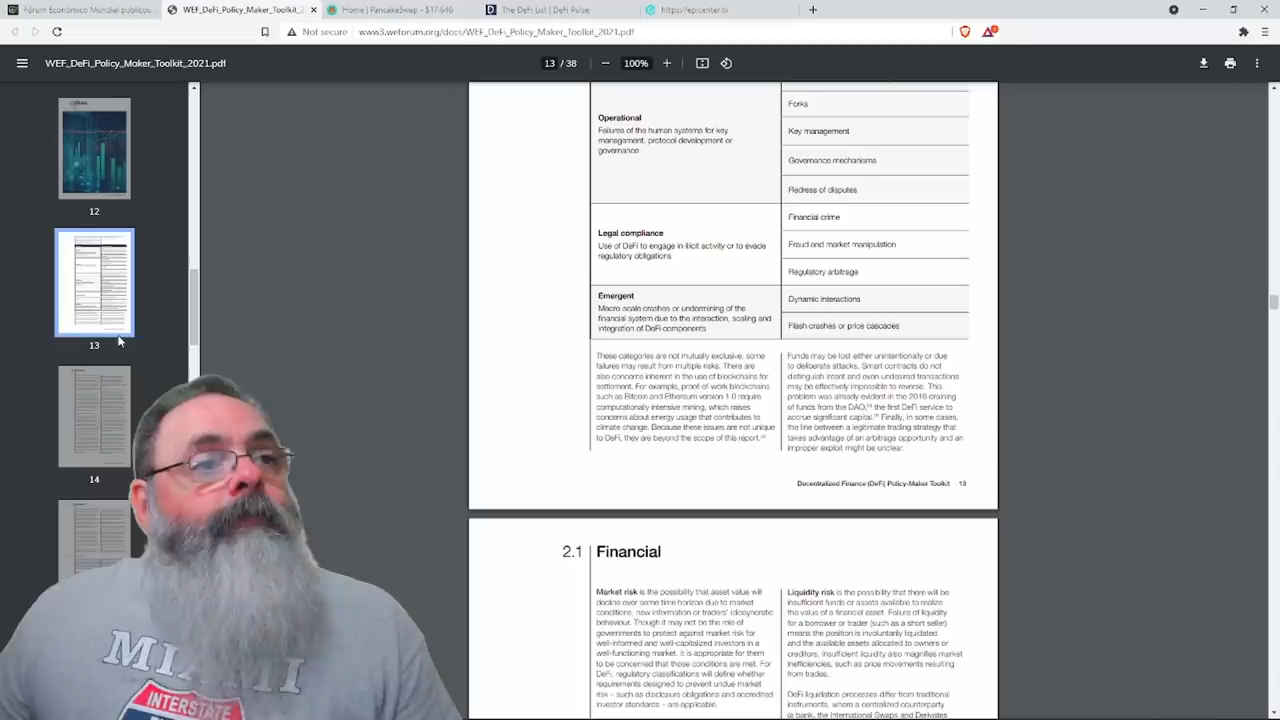 Fórum Econômico Mundial publicou
WEF_DeFi_Policy_Maker_Toolkit_2
Home | PancakeSwap - $17.646
The DeFi List | DeFi Pulse
https://epicenter.tv
Not secure
www3.weforum.org/docs/WEF_DeFi_Policy_Maker_Toolkit_2021.pdf
WEF_DeFi_Policy_Maker_Toolkit_2021.pdf
13 / 38
100%
12
13
14
Operational
Failures of the human systems for key
management, protocol development or
governance
Forks
Key management
Governance mechanisms
Redress of disputes
Legal compliance
Use of DeFi to engage in illicit activity or to evade
regulatory obligations
Financial crime
Fraud and market manipulation
Regulatory arbitrage
Emergent
Macro-scale crashes or undermining of the
financial system due to the interaction, scaling and
integration of DeFi components
Dynamic interactions
Flash crashes or price cascades
These categories are not mutually exclusive; some
failures may result from multiple risks. There are
also concerns inherent in the use of blockchains for
settlement. For example, proof-of-work blockchains
such as Bitcoin and Ethereum version 1.0 require
computationally intensive mining, which raises
concerns about energy usage that contributes to
climate change. Because these issues are not unique
to DeFi, they are beyond the scope of this report.
Funds may be lost either unintentionally or due
to deliberate attacks. Smart contracts do not
distinguish intent and even undesired transactions
may be effectively impossible to reverse. This
problem was already evident in the 2016 draining
of funds from the DAO, the first DeFi service to
accrue significant capital. Finally, in some cases,
the line between a legitimate trading strategy that
takes advantage of an arbitrage opportunity and an
improper exploit might be unclear.
Decentralized Finance (DeFi) Policy-Maker Toolkit 13
2.1 Financial
Market risk is the possibility that asset value will
decline over some time horizon due to market
conditions, new information or traders' idiosyncratic
behaviour. Though it may not be the role of
governments to protect against market risk for
well-informed and well-capitalized investors in a
well-functioning market, it is appropriate for them
to be concerned that those conditions are met. For
DeFi, regulatory classifications will define whether
requirements designed to prevent undue market
risk – such as disclosure obligations and accredited
investor standards – are applicable.
Liquidity risk is the possibility that there will be
insufficient funds or assets available to realize
the value of a financial asset. Failure of liquidity
for a borrower or trader (such as a short seller)
means the position is involuntarily liquidated
and the available assets allocated to owners or
creditors. Insufficient liquidity also magnifies market
inefficiencies, such as price movements resulting
from trades.
DeFi liquidation processes differ from traditional
instruments, where a centralized counterparty
(a bank, the International Swaps and Derivates